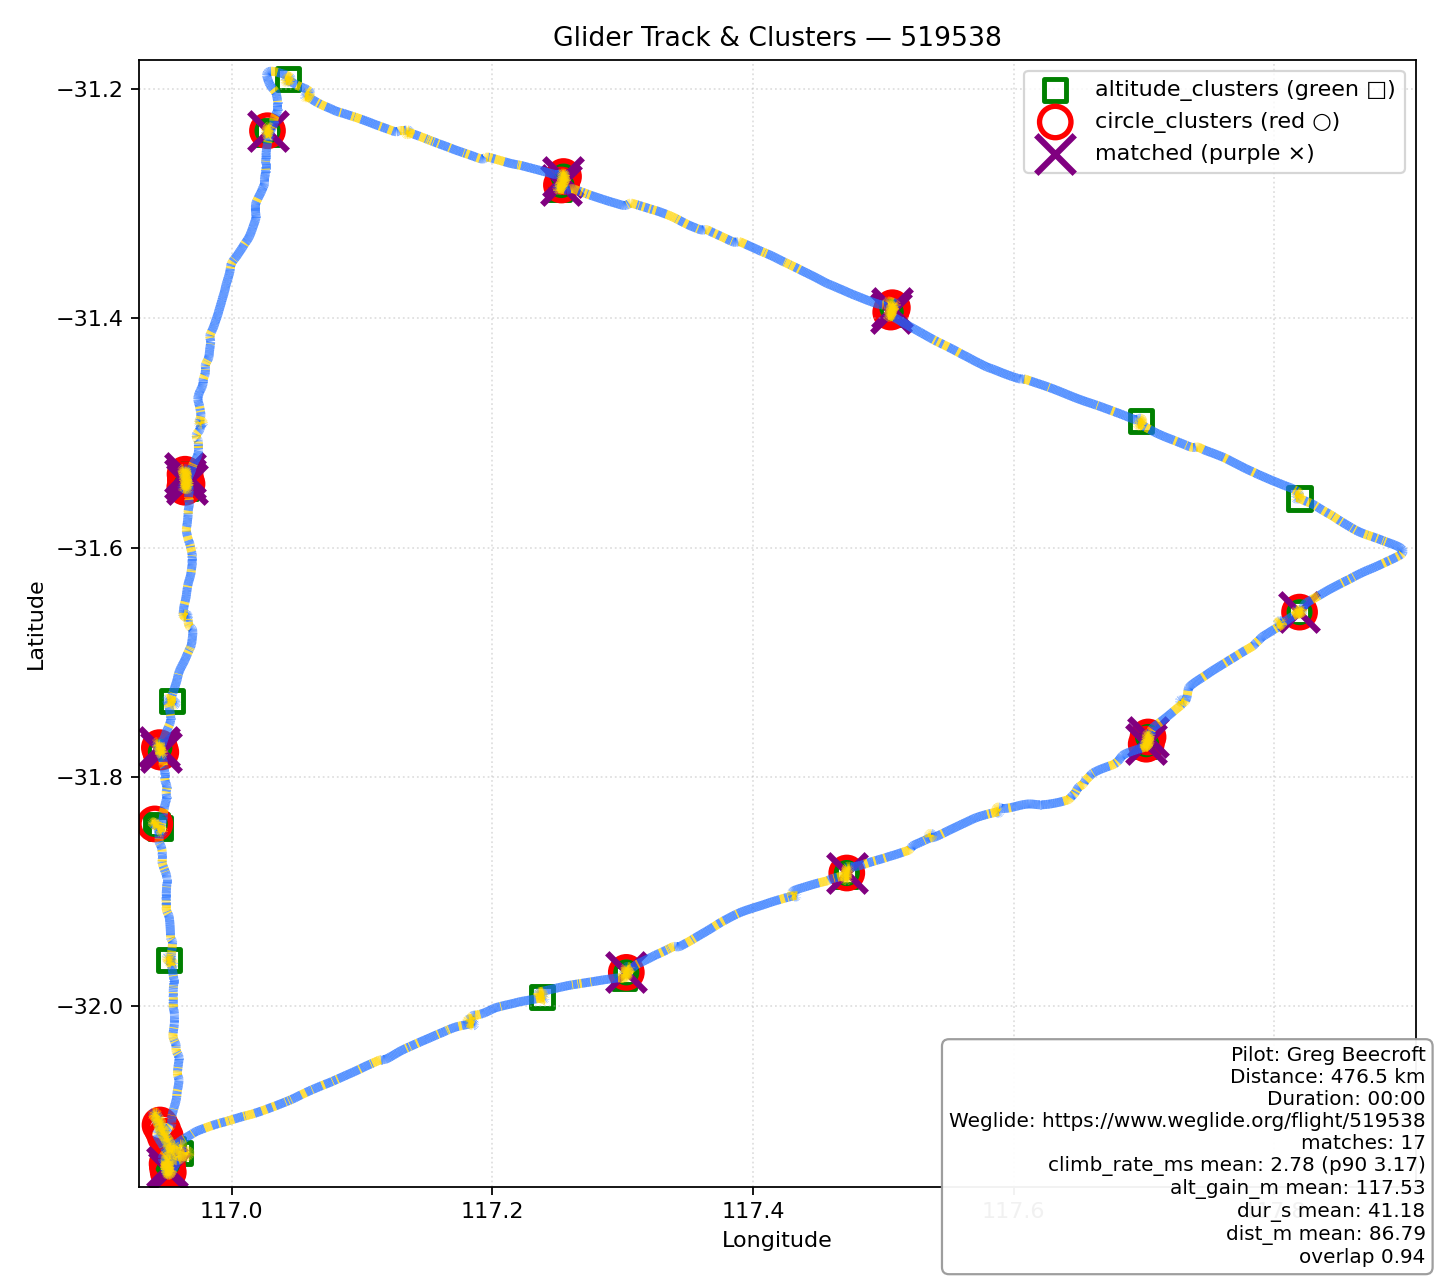 Glider Track & Clusters — 519538
altitude_clusters (green □)
circle_clusters (red ○)
matched (purple ×)
−31.2
−31.4
−31.6
−31.8
−32.0
Latitude
117.0
117.2
117.4
117.6
Longitude
Pilot: Greg Beecroft
Distance: 476.5 km
Duration: 00:00
Weglide: https://www.weglide.org/flight/519538
matches: 17
climb_rate_ms mean: 2.78 (p90 3.17)
alt_gain_m mean: 117.53
dur_s mean: 41.18
dist_m mean: 86.79
overlap 0.94